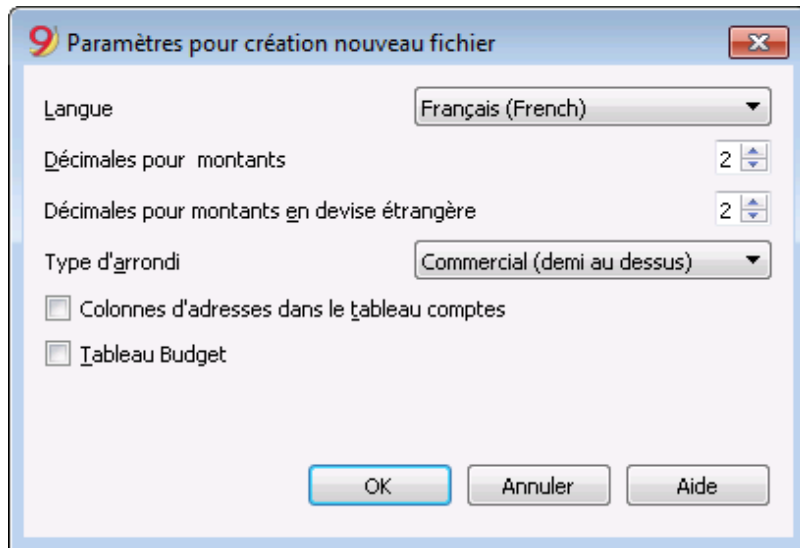 9 Paramètres pour création nouveau fichier
Langue Français (French)
Décimales pour montants 2
Décimales pour montants en devise étrangère 2
Type d'arrondi Commercial (demi au dessus)
Colonnes d'adresses dans le tableau comptes
Tableau Budget
OK Annuler Aide